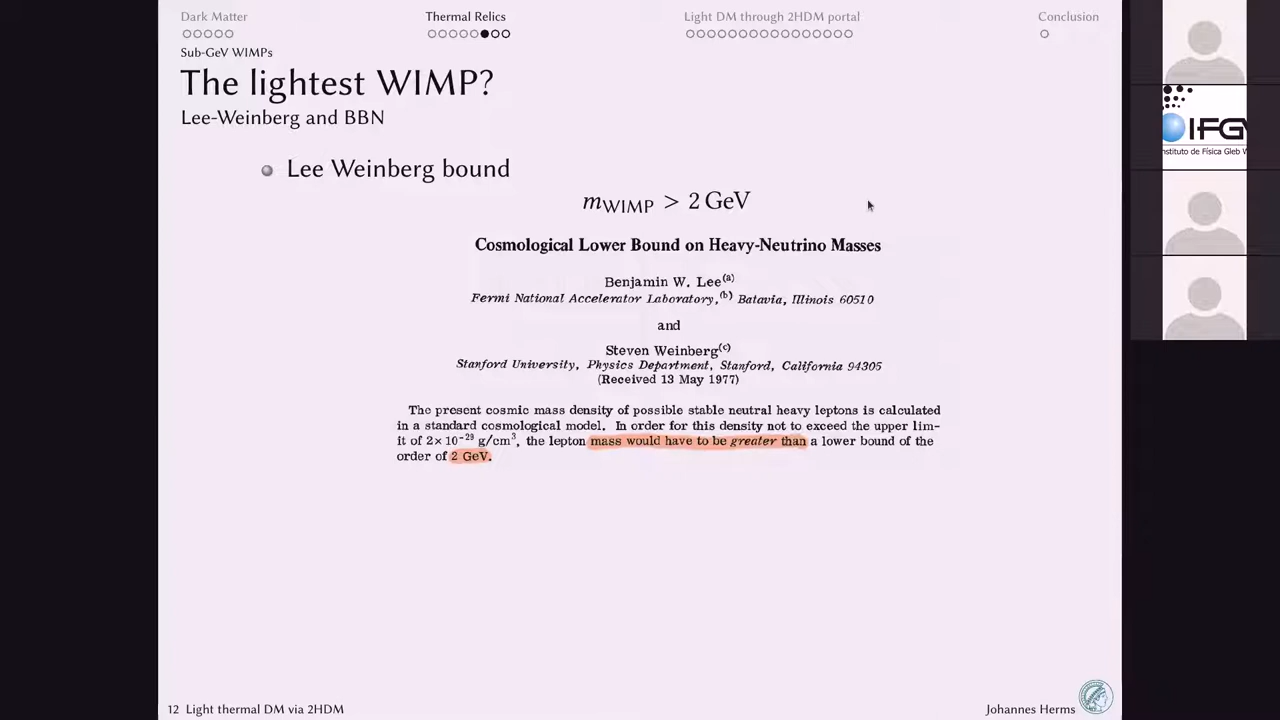 Dark Matter Thermal Relics Light DM through 2HDM portal Conclusion
Sub-GeV WIMPs
The lightest WIMP?
Lee-Weinberg and BBN
Lee Weinberg bound
mWIMP > 2 GeV
Cosmological Lower Bound on Heavy-Neutrino Masses
Benjamin W. Lee(a)
Fermi National Accelerator Laboratory,(b) Batavia, Illinois 60510
and
Steven Weinberg(c)
Stanford University, Physics Department, Stanford, California 94305
(Received 13 May 1977)
The present cosmic mass density of possible stable neutral heavy leptons is calculated
in a standard cosmological model. In order for this density not to exceed the upper lim-
it of 2×10⁻²⁹ g/cm³, the lepton mass would have to be greater than a lower bound of the
order of 2 GeV.
12 Light thermal DM via 2HDM
Johannes Herms
IFG
nstituto de Física Gleb W